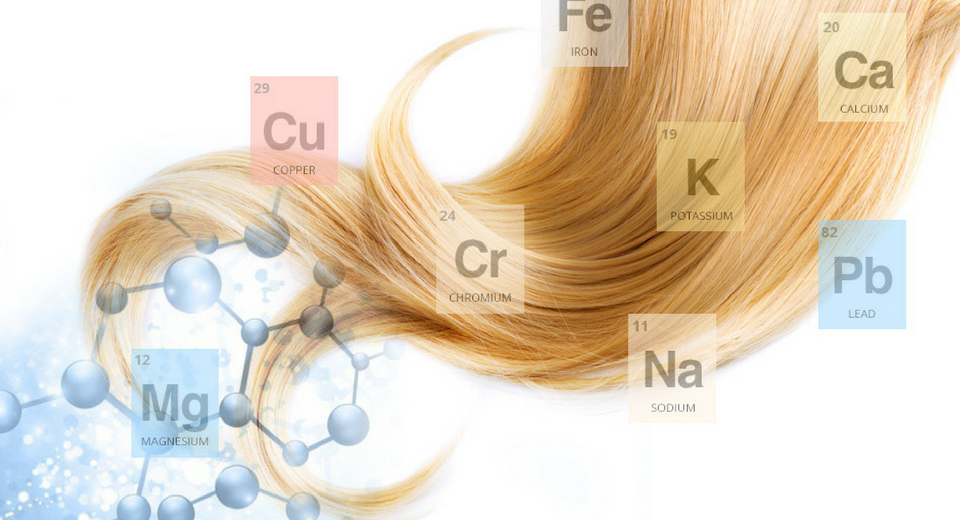 Fe
IRON
20
Ca
CALCIUM
29
Cu
COPPER
19
K
POTASSIUM
24
Cr
CHROMIUM
82
Pb
LEAD
11
Na
SODIUM
12
Mg
MAGNESIUM